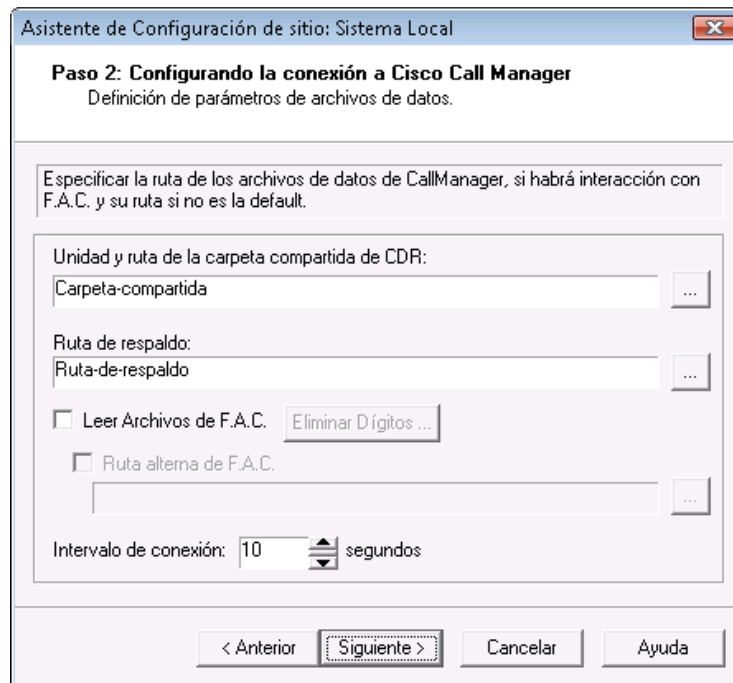 Asistente de Configuración de sitio: Sistema Local
Paso 2: Configurando la conexión a Cisco Call Manager
Definición de parámetros de archivos de datos.
Especificar la ruta de los archivos de datos de CallManager, si habrá interacción con
F.A.C. y su ruta si no es la default.
Unidad y ruta de la carpeta compartida de CDR:
Carpeta-compartida
...
Ruta de respaldo:
Ruta-de-respaldo
...
Leer Archivos de F.A.C.
Eliminar Dígitos ...
Ruta alterna de F.A.C.
...
Intervalo de conexión: 10 segundos
< Anterior
Siguiente >
Cancelar
Ayuda